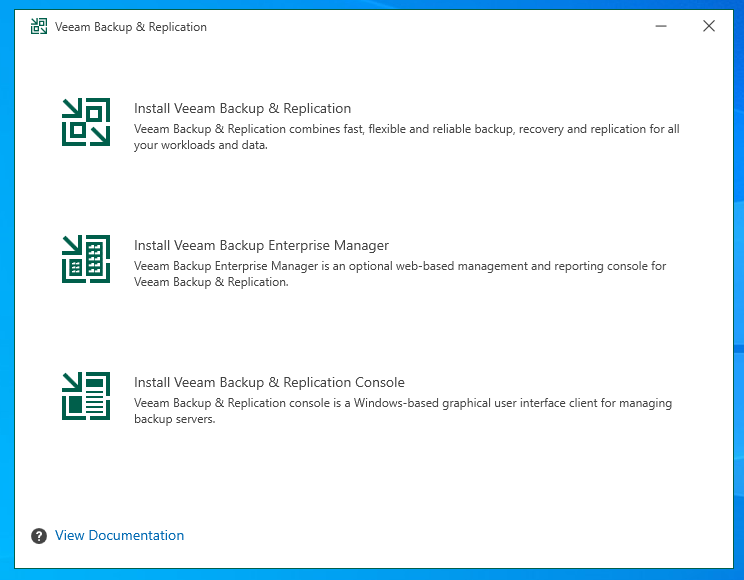 Veeam Backup & Replication
Install Veeam Backup & Replication
Veeam Backup & Replication combines fast, flexible and reliable backup, recovery and replication for all
your workloads and data.
Install Veeam Backup Enterprise Manager
Veeam Backup Enterprise Manager is an optional web-based management and reporting console for
Veeam Backup & Replication.
Install Veeam Backup & Replication Console
Veeam Backup & Replication console is a Windows-based graphical user interface client for managing
backup servers.
? View Documentation